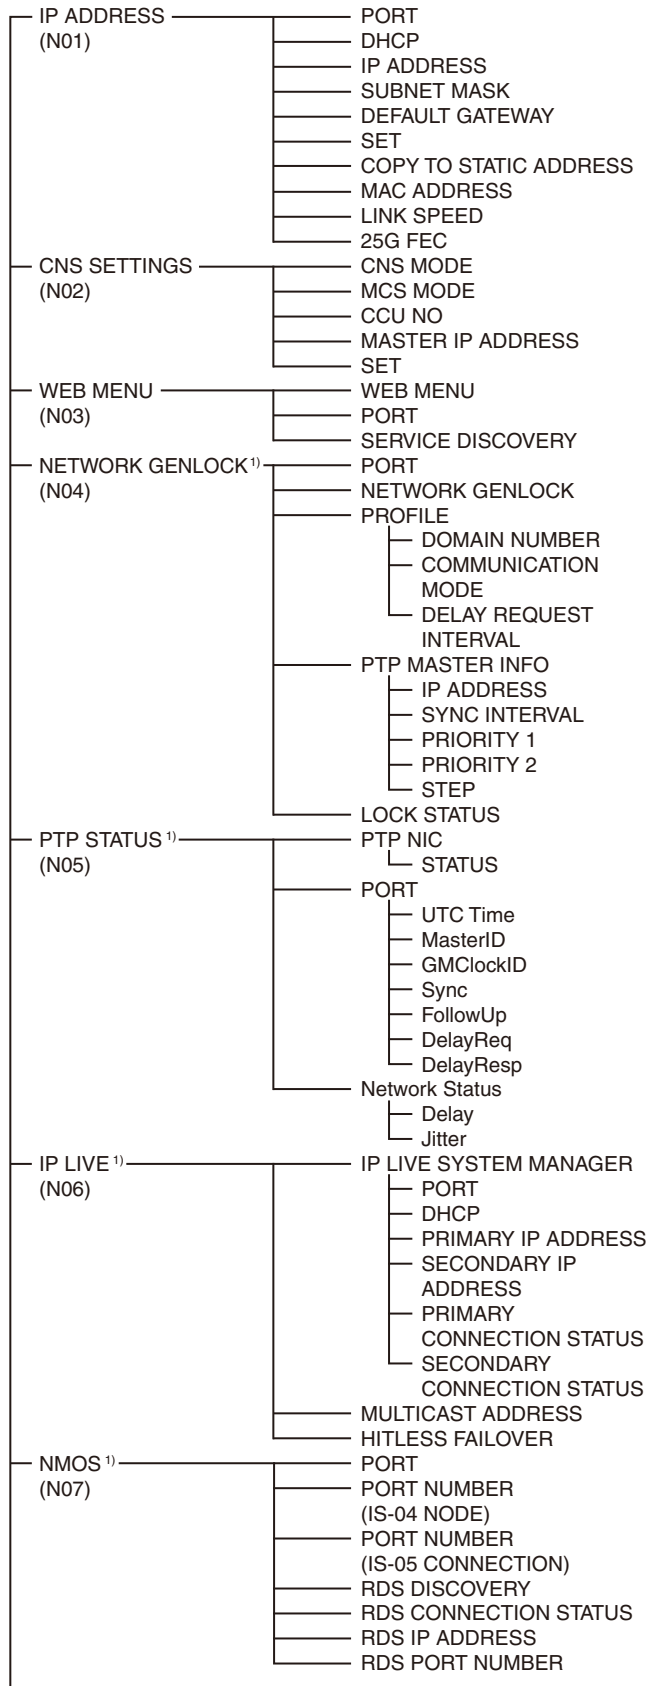 IP ADDRESS
(N01)
PORT
DHCP
IP ADDRESS
SUBNET MASK
DEFAULT GATEWAY
SET
COPY TO STATIC ADDRESS
MAC ADDRESS
LINK SPEED
25G FEC
CNS SETTINGS
(N02)
CNS MODE
MCS MODE
CCU NO
MASTER IP ADDRESS
SET
WEB MENU
(N03)
WEB MENU
PORT
SERVICE DISCOVERY
NETWORK GENLOCK 1)
(N04)
PORT
NETWORK GENLOCK
PROFILE
DOMAIN NUMBER
COMMUNICATION
MODE
DELAY REQUEST
INTERVAL
PTP MASTER INFO
IP ADDRESS
SYNC INTERVAL
PRIORITY 1
PRIORITY 2
STEP
LOCK STATUS
PTP STATUS 1)
(N05)
PTP NIC
STATUS
PORT
UTC Time
MasterID
GMClockID
Sync
FollowUp
DelayReq
DelayResp
Network Status
Delay
Jitter
IP LIVE 1)
(N06)
IP LIVE SYSTEM MANAGER
PORT
DHCP
PRIMARY IP ADDRESS
SECONDARY IP
ADDRESS
PRIMARY
CONNECTION STATUS
SECONDARY
CONNECTION STATUS
MULTICAST ADDRESS
HITLESS FAILOVER
NMOS 1)
(N07)
PORT
PORT NUMBER
(IS-04 NODE)
PORT NUMBER
(IS-05 CONNECTION)
RDS DISCOVERY
RDS CONNECTION STATUS
RDS IP ADDRESS
RDS PORT NUMBER